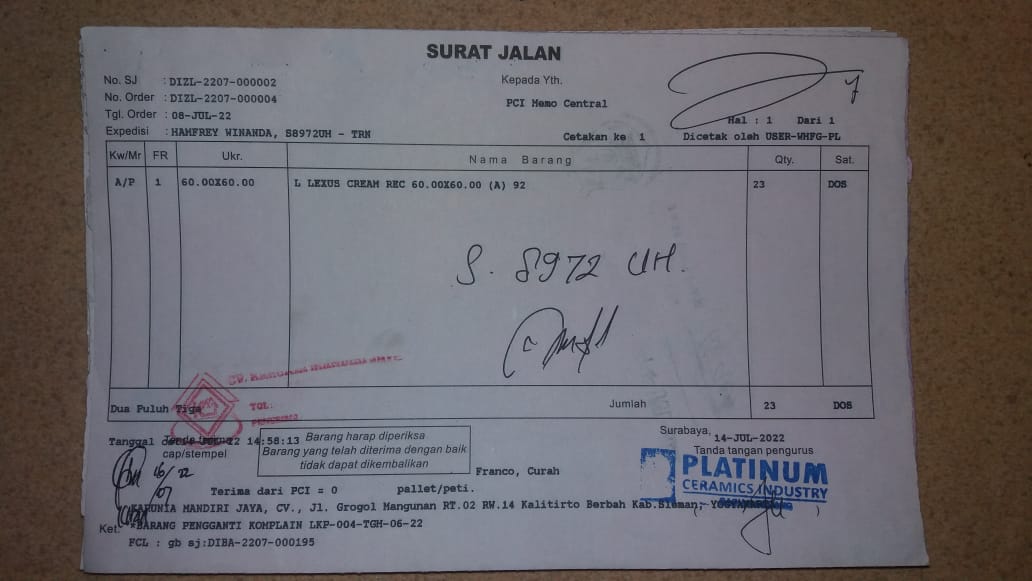 SURAT JALAN
No. SJ : DIZL-2207-000002
Kepada Yth.
No. Order : DIZL-2207-000004
PCI Memo Central
Tgl. Order : 08-JUL-22
Hal : 1 Dari 1
Expedisi : HAMFREY WINANDA, S8972UH - TRN
Cetakan ke 1 Dicetak oleh USER-WHFG-PL
Kw/Mr FR Ukr. Nama Barang Qty. Sat.
A/P 1 60.00X60.00 L LEXUS CREAM REC 60.00X60.00 (A) 92 23 DOS
S. 8972 UH.
TGL:
Dua Puluh Tiga Jumlah 23 DOS
Surabaya, 14-JUL-2022
Tanggal 22 14:58:13
Tanda tangan pengurus
cap/stempel
Barang harap diperiksa
Barang yang telah diterima dengan baik
tidak dapat dikembalikan
PLATINUM
CERAMICS INDUSTRY
16/07 22
Franco, Curah
Terima dari PCI = 0 pallet/peti.
KARUNIA MANDIRI JAYA, CV., Jl. Grogol Mangunan RT.02 RW.14 Kalitirto Berbah Kab.Sleman,
Ket: *BARANG PENGGANTI KOMPLAIN LKP-004-TGH-06-22
FCL : gb sj:DIBA-2207-000195